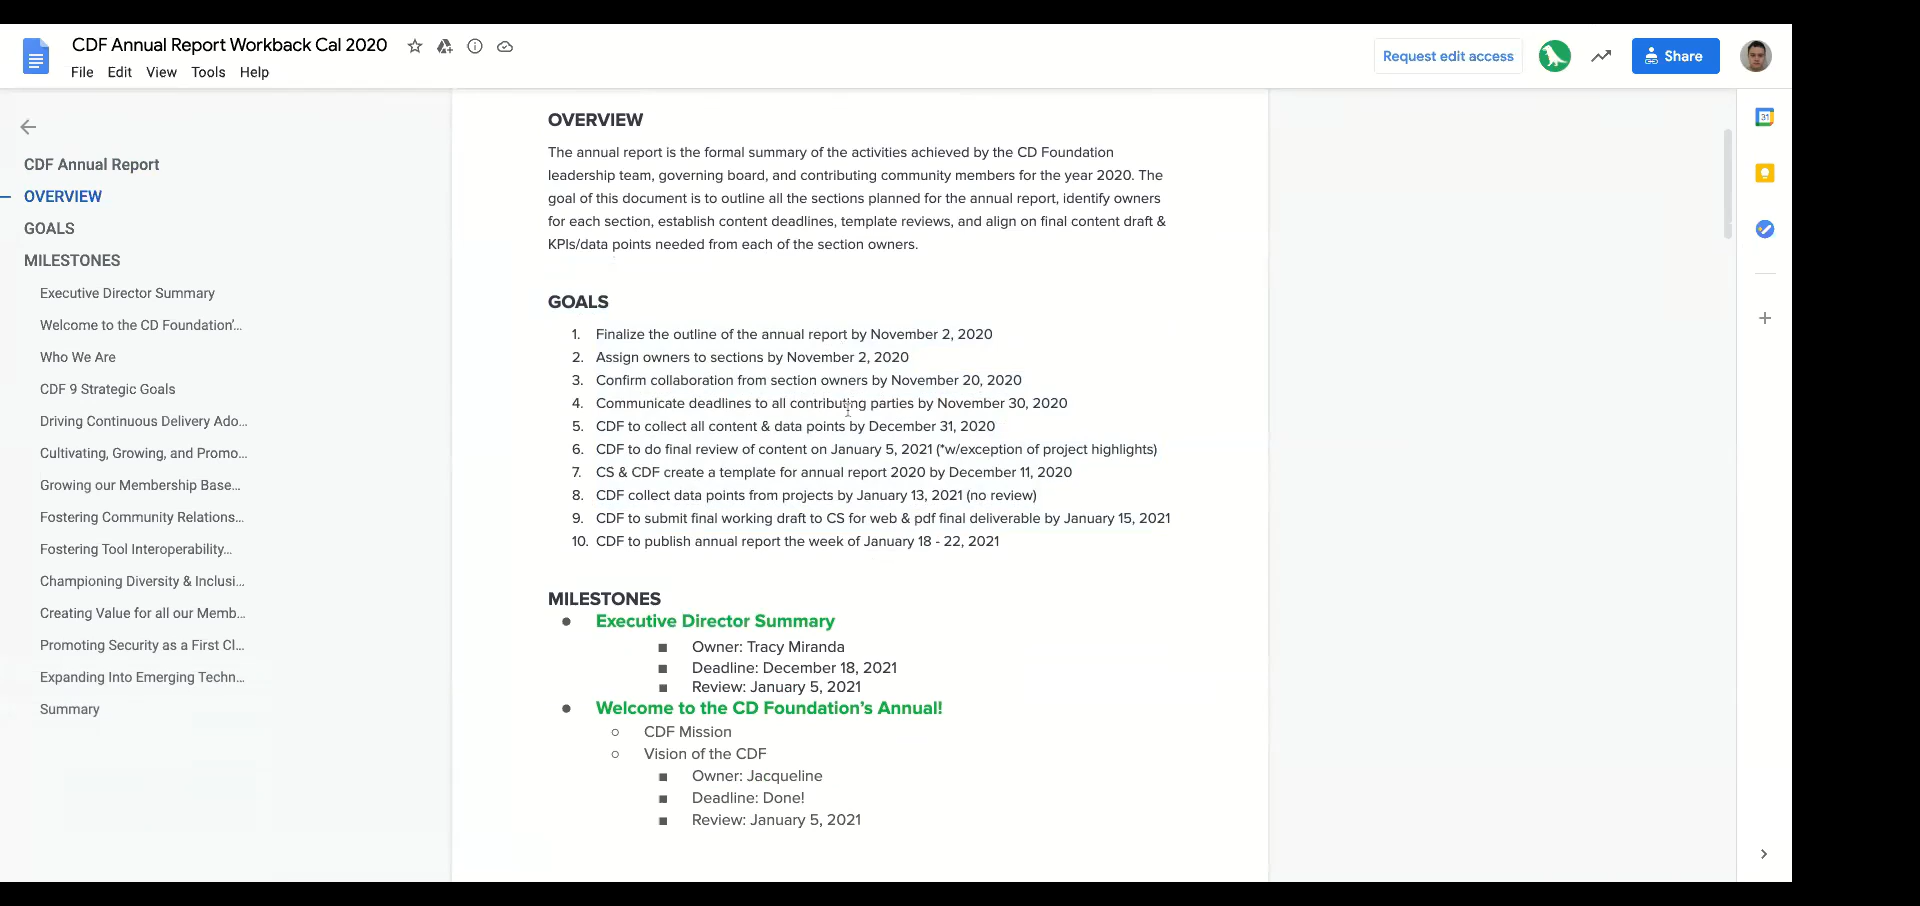 CDF Annual Report Workback Cal 2020
File Edit View Tools Help
Request edit access
Share
CDF Annual Report
OVERVIEW
GOALS
MILESTONES
Executive Director Summary
Welcome to the CD Foundation'...
Who We Are
CDF 9 Strategic Goals
Driving Continuous Delivery Ado...
Cultivating, Growing, and Promo...
Growing our Membership Base...
Fostering Community Relations...
Fostering Tool Interoperability...
Championing Diversity & Inclusi...
Creating Value for all our Memb...
Promoting Security as a First Cl...
Expanding Into Emerging Techn...
Summary
OVERVIEW
The annual report is the formal summary of the activities achieved by the CD Foundation
leadership team, governing board, and contributing community members for the year 2020. The
goal of this document is to outline all the sections planned for the annual report, identify owners
for each section, establish content deadlines, template reviews, and align on final content draft &
KPIs/data points needed from each of the section owners.
GOALS
1. Finalize the outline of the annual report by November 2, 2020
2. Assign owners to sections by November 2, 2020
3. Confirm collaboration from section owners by November 20, 2020
4. Communicate deadlines to all contributing parties by November 30, 2020
5. CDF to collect all content & data points by December 31, 2020
6. CDF to do final review of content on January 5, 2021 (*w/exception of project highlights)
7. CS & CDF create a template for annual report 2020 by December 11, 2020
8. CDF collect data points from projects by January 13, 2021 (no review)
9. CDF to submit final working draft to CS for web & pdf final deliverable by January 15, 2021
10. CDF to publish annual report the week of January 18 - 22, 2021
MILESTONES
● Executive Director Summary
■ Owner: Tracy Miranda
■ Deadline: December 18, 2021
■ Review: January 5, 2021
● Welcome to the CD Foundation's Annual!
○ CDF Mission
○ Vision of the CDF
■ Owner: Jacqueline
■ Deadline: Done!
■ Review: January 5, 2021
31